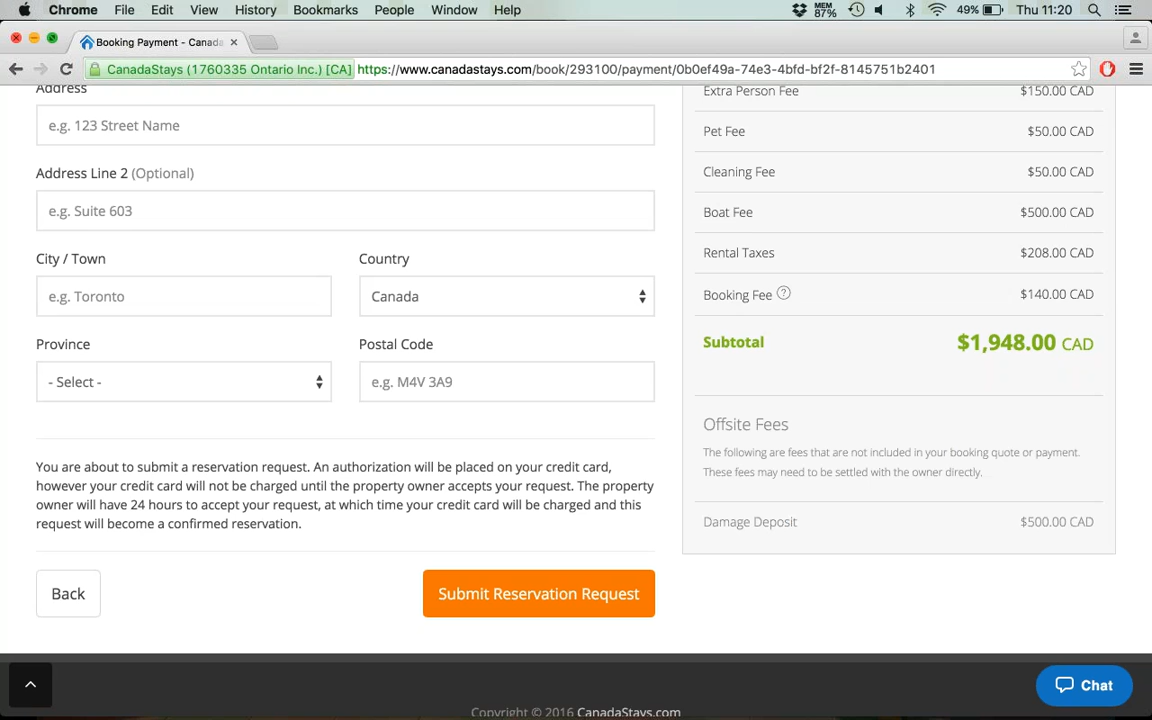 Chrome File Edit View History Bookmarks People Window Help MEM 87% 49% Thu 11:20
Booking Payment - Canada
CanadaStays (1760335 Ontario Inc.) [CA] https://www.canadastays.com/book/293100/payment/0b0ef49a-74e3-4bfd-bf2f-8145751b2401
Address
e.g. 123 Street Name
Address Line 2 (Optional)
e.g. Suite 603
City / Town
Country
e.g. Toronto
Canada
Province
Postal Code
- Select -
e.g. M4V 3A9
You are about to submit a reservation request. An authorization will be placed on your credit card,
however your credit card will not be charged until the property owner accepts your request. The property
owner will have 24 hours to accept your request, at which time your credit card will be charged and this
request will become a confirmed reservation.
Back
Submit Reservation Request
Extra Person Fee $150.00 CAD
Pet Fee $50.00 CAD
Cleaning Fee $50.00 CAD
Boat Fee $500.00 CAD
Rental Taxes $208.00 CAD
Booking Fee ? $140.00 CAD
Subtotal $1,948.00 CAD
Offsite Fees
The following are fees that are not included in your booking quote or payment.
These fees may need to be settled with the owner directly.
Damage Deposit $500.00 CAD
Chat
Copyright © 2016 CanadaStays.com